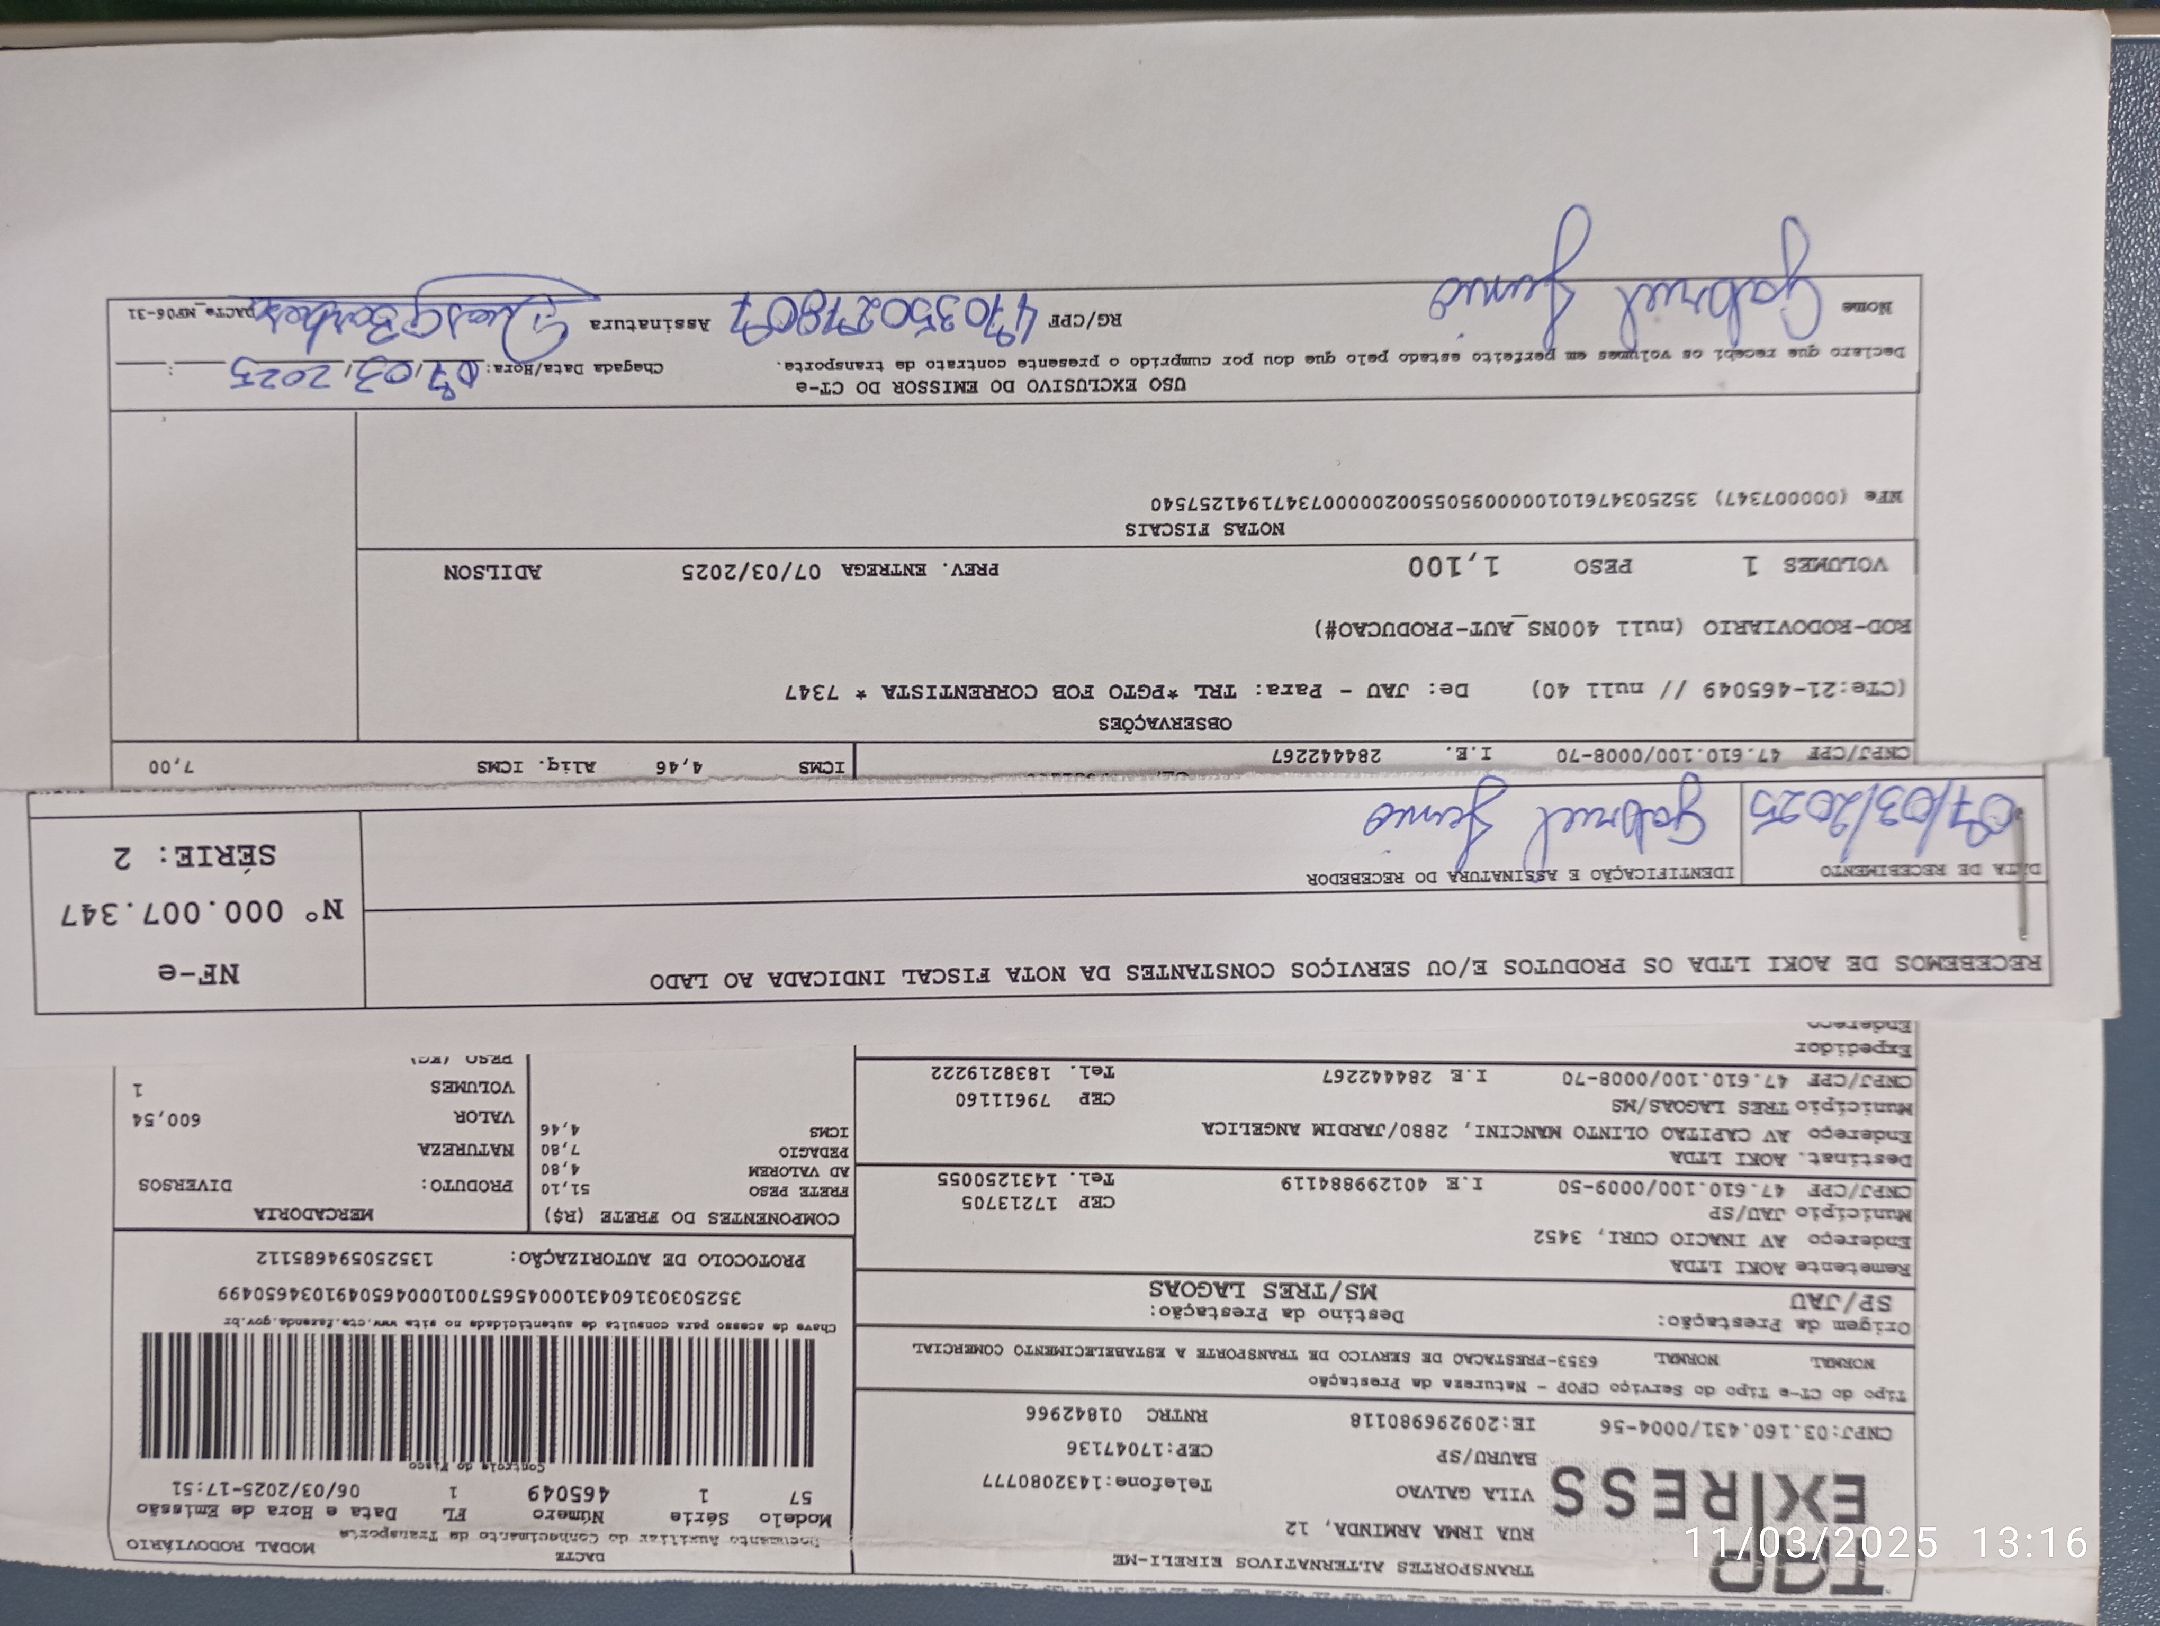 TRANSPORTES ALTERNATIVOS EIRELI-ME
TOP EXPRESS
RUA IRMA ARMINDA, 12
VILA GALVAO Telefone:1432080777
BAURU/SP CEP:17047136
CNPJ:03.160.431/0004-56 IE:2092969980118 RNTRC 01842966
DACTE MODAL RODOVIÁRIO
Documento Auxiliar do Conhecimento de Transporte
Modelo Série Número FL Data e Hora de Emissão
57 1 465049 1 06/03/2025-17:51
Controle do Fisco
Chave de acesso para consulta de autenticidade no site www.cte.fazenda.gov.br
35250303160431000456570010004650491034650499
PROTOCOLO DE AUTORIZAÇÃO: 135250594685112
Tipo do CT-e Tipo do Serviço CFOP - Natureza da Prestação
NORMAL NORMAL 6353-PRESTACAO DE SERVICO DE TRANSPORTE A ESTABELECIMENTO COMERCIAL
Origem da Prestação: Destino da Prestação:
SP/JAU MS/TRES LAGOAS
Remetente AOKI LTDA
Endereço AV INACIO CURI, 3452
Município JAU/SP CEP 17213705
CNPJ/CPF 47.610.100/0009-50 I.E 401299884119 Tel. 1431250055
Destinat. AOKI LTDA
Endereço AV CAPITAO OLINTO MANCINI, 2880/JARDIM ANGELICA
Município TRES LAGOAS/MS CEP 79611160
CNPJ/CPF 47.610.100/0008-70 I.E 284442267 Tel. 1838219222
Expedidor
Endereço
COMPONENTES DO FRETE (R$) MERCADORIA
FRETE PESO 51,10 PRODUTO: DIVERSOS
AD VALOREM 4,80
PEDAGIO 7,80 NATUREZA
ICMS 4,46 VALOR 600,54
VOLUMES 1
RECEBEMOS DE AOKI LTDA OS PRODUTOS E/OU SERVIÇOS CONSTANTES DA NOTA FISCAL INDICADA AO LADO
NF-e
Nº 000.007.347
SÉRIE: 2
DATA DE RECEBIMENTO IDENTIFICAÇÃO E ASSINATURA DO RECEBEDOR
07/03/2025 Gabriel Junio
CNPJ/CPF 47.610.100/0008-70 I.E. 284442267 ICMS 4,46 Aliq. ICMS 7,00
OBSERVAÇÕES
(CTe:21-465049 // null 40) De: JAU - Para: TRL *PGTO FOB CORRENTISTA * 7347
ROD-RODOVIARIO (null 400NS_AUT-PRODUCAO#)
VOLUMES 1 PESO 1,100 PREV. ENTREGA 07/03/2025 ADILSON
NOTAS FISCAIS
NFe (000007347) 35250347610100000950550020000073471941257540
USO EXCLUSIVO DO EMISSOR DO CT-e
Declaro que recebi os volumes em perfeito estado pelo que dou por cumprido o presente contrato de transporte. Chegada Data/Hora: 07/03/2025 :
Nome Gabriel Junio RG/CPF 47035027807 Assinatura DACTe_MF06-31
11/03/2025 13:16